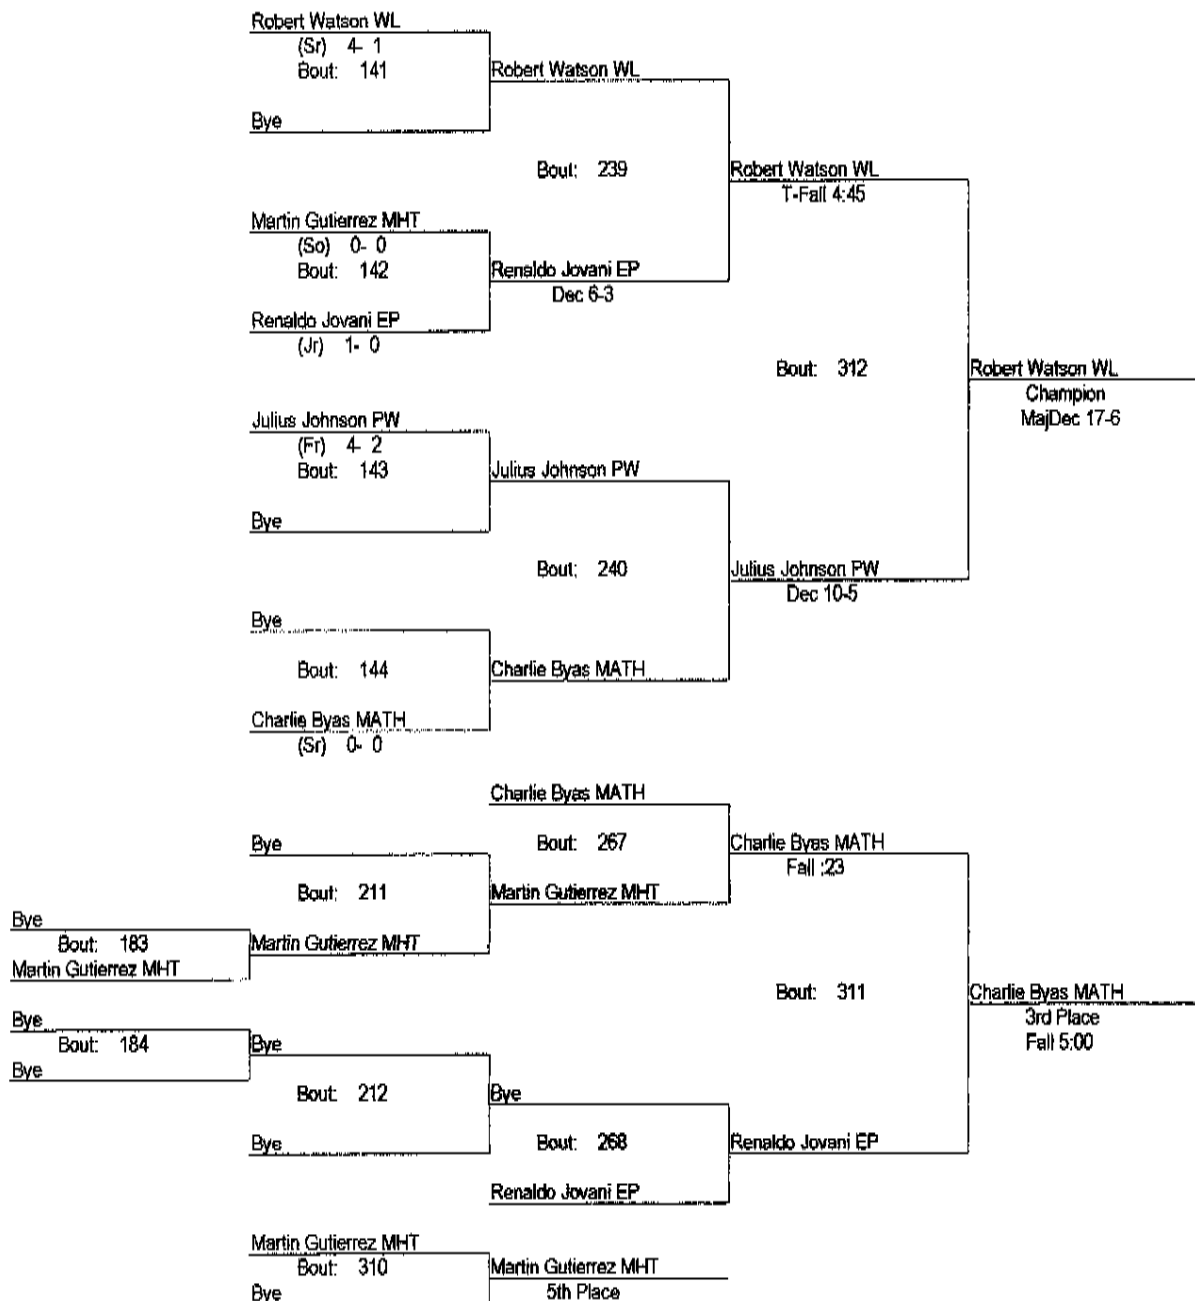 Robert Watson WL
(Sr) 4- 1
Bout: 141
Robert Watson WL
Bye
Bout: 239
Robert Watson WL
T-Fall 4:45
Martin Gutierrez MHT
(So) 0- 0
Bout: 142
Renaldo Jovani EP
Dec 6-3
Renaldo Jovani EP
(Jr) 1- 0
Bout: 312
Robert Watson WL
Champion
MajDec 17-6
Julius Johnson PW
(Fr) 4- 2
Bout: 143
Julius Johnson PW
Bye
Bout: 240
Julius Johnson PW
Dec 10-5
Bye
Bout: 144
Charlie Byas MATH
Charlie Byas MATH
(Sr) 0- 0
Charlie Byas MATH
Bye
Bout: 267
Charlie Byas MATH
Fall :23
Bout: 211
Martin Gutierrez MHT
Bye
Bout: 183
Martin Gutierrez MHT
Martin Gutierrez MHT
Bout: 311
Charlie Byas MATH
3rd Place
Fall 5:00
Bye
Bout: 184
Bye
Bye
Bout: 212
Bye
Bye
Bout: 268
Renaldo Jovani EP
Renaldo Jovani EP
Martin Gutierrez MHT
Bout: 310
Martin Gutierrez MHT
5th Place
Bye